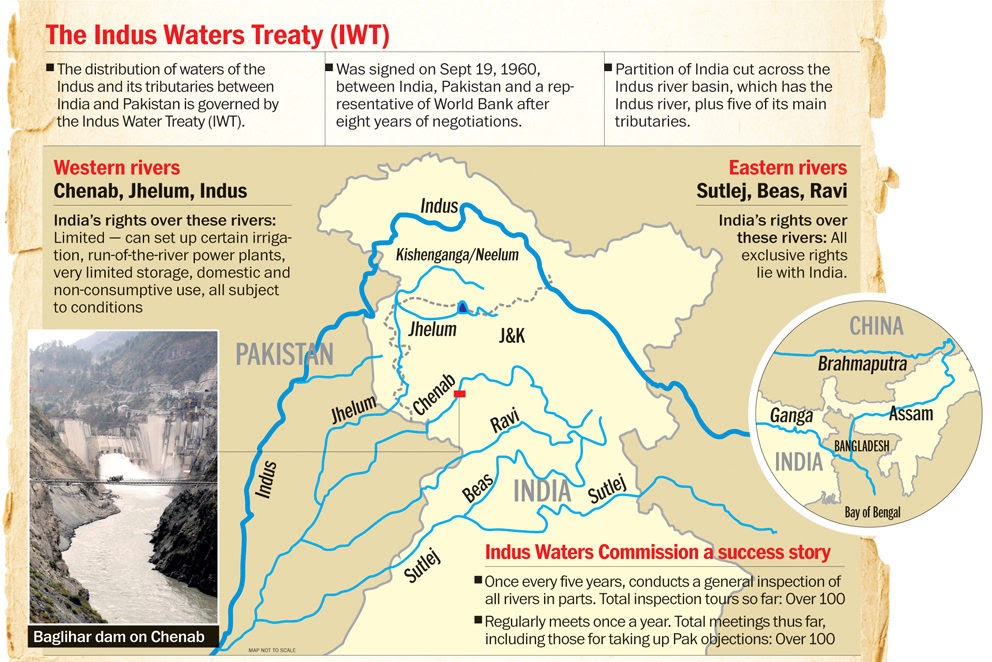 The Indus Waters Treaty (IWT)
■ The distribution of waters of the
Indus and its tributaries between
India and Pakistan is governed by
the Indus Water Treaty (IWT).
■ Was signed on Sept 19, 1960,
between India, Pakistan and a rep-
resentative of World Bank after
eight years of negotiations.
■ Partition of India cut across the
Indus river basin, which has the
Indus river, plus five of its main
tributaries.
Western rivers
Chenab, Jhelum, Indus
India's rights over these rivers:
Limited — can set up certain irriga-
tion, run-of-the-river power plants,
very limited storage, domestic and
non-consumptive use, all subject
to conditions
Eastern rivers
Sutlej, Beas, Ravi
India's rights over
these rivers: All
exclusive rights
lie with India.
Indus
Kishenganga/Neelum
Jhelum
J&K
PAKISTAN
Chenab
Jhelum
Ravi
Indus
Beas
INDIA
Sutlej
Sutlej
CHINA
Brahmaputra
Ganga
Assam
BANGLADESH
INDIA
Bay of Bengal
Indus Waters Commission a success story
■ Once every five years, conducts a general inspection of
all rivers in parts. Total inspection tours so far: Over 100
■ Regularly meets once a year. Total meetings thus far,
including those for taking up Pak objections: Over 100
Baglihar dam on Chenab
MAP NOT TO SCALE